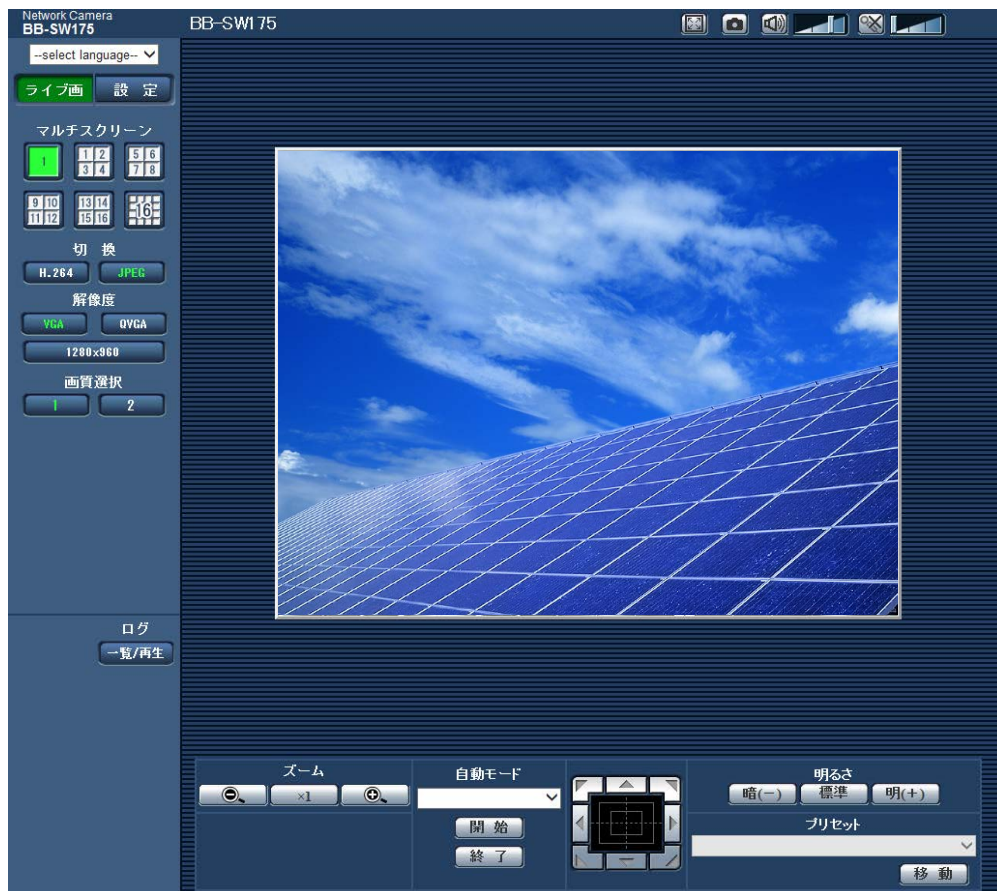 Network Camera
BB-SW175
BB-SW175
--select language--
ライブ画 設 定
マルチスクリーン
1 1 2 3 4 5 6 7 8
9 10 11 12 13 14 15 16 16
切 換
H.264 JPEG
解像度
VGA QVGA
1280x960
画質選択
1 2
ログ
一覧/再生
ズーム
×1
自動モード
開 始
終 了
明るさ
暗(-) 標準 明(+)
プリセット
移 動